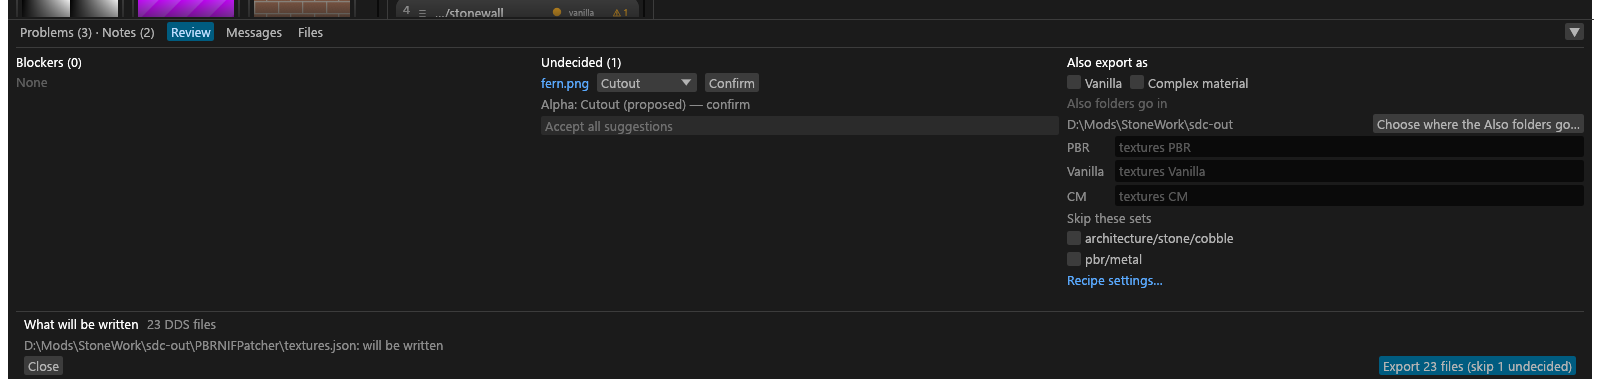 4 ☰ .../stonewall vanilla ⚠ 1
Problems (3) · Notes (2) Review Messages Files
Blockers (0)
None
Undecided (1)
fern.png Cutout Confirm
Alpha: Cutout (proposed) — confirm
Accept all suggestions
Also export as
Vanilla Complex material
Also folders go in
D:\Mods\StoneWork\sdc-out Choose where the Also folders go...
PBR textures PBR
Vanilla textures Vanilla
CM textures CM
Skip these sets
architecture/stone/cobble
pbr/metal
Recipe settings...
What will be written 23 DDS files
D:\Mods\StoneWork\sdc-out\PBRNIFPatcher\textures.json: will be written
Close Export 23 files (skip 1 undecided)